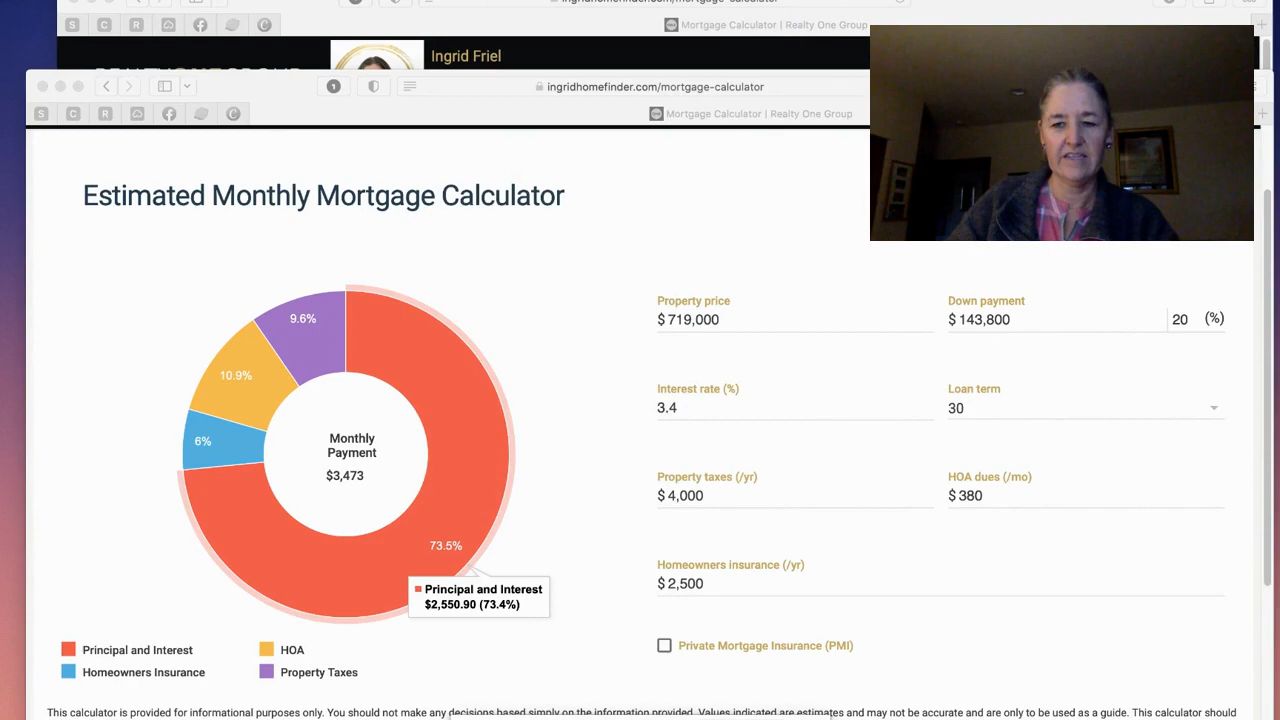 ingridhomefinder.com/mortgage-calculator
S C R
Mortgage Calculator | Realty One Group
Ingrid Friel
ingridhomefinder.com/mortgage-calculator
S C R
Mortgage Calculator | Realty One Group
Estimated Monthly Mortgage Calculator
9.6%
10.9%
6%
73.5%
Monthly
Payment
$3,473
Principal and Interest
$2,550.90 (73.4%)
Principal and Interest
HOA
Homeowners Insurance
Property Taxes
Property price
$ 719,000
Down payment
$ 143,800 20 (%)
Interest rate (%)
3.4
Loan term
30
Property taxes (/yr)
$ 4,000
HOA dues (/mo)
$ 380
Homeowners insurance (/yr)
$ 2,500
Private Mortgage Insurance (PMI)
This calculator is provided for informational purposes only. You should not make any decisions based simply on the information provided. Values indicated are estimates and may not be accurate and are only to be used as a guide. This calculator should